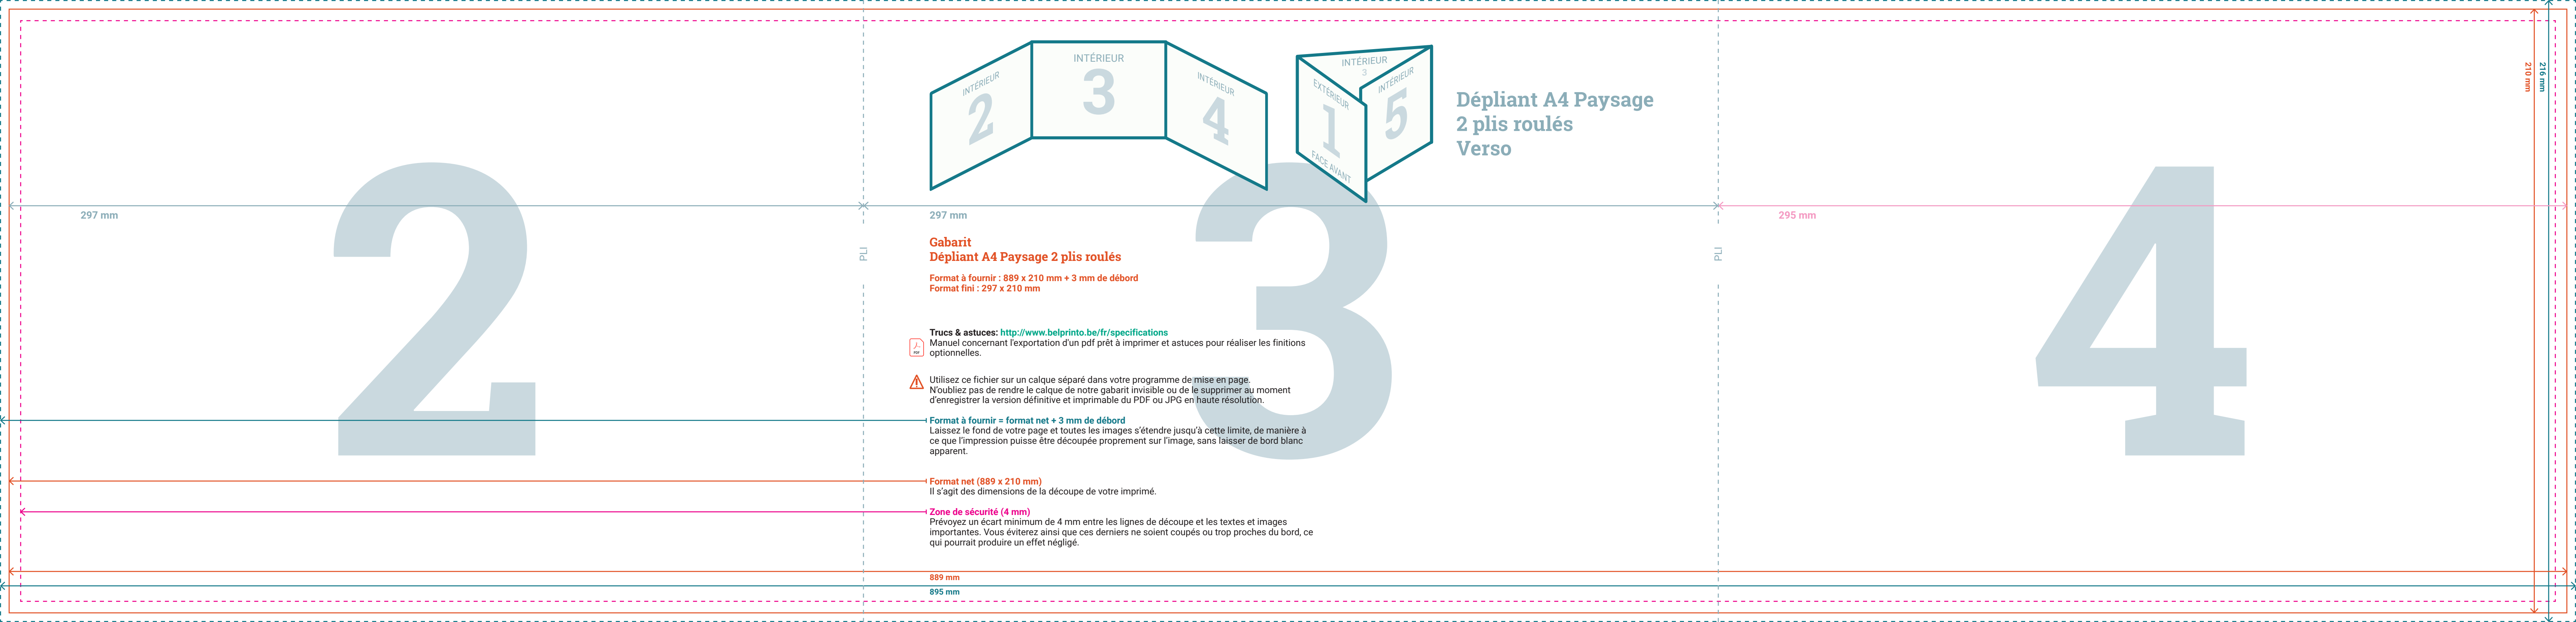 INTÉRIEUR
2
INTÉRIEUR
3
INTÉRIEUR
4
INTÉRIEUR
3
EXTÉRIEUR
1
FACE AVANT
INTÉRIEUR
5
Dépliant A4 Paysage
2 plis roulés
Verso
210 mm
216 mm
2
3
4
297 mm
297 mm
295 mm
PLI
PLI
Gabarit
Dépliant A4 Paysage 2 plis roulés
Format à fournir : 889 x 210 mm + 3 mm de débord
Format fini : 297 x 210 mm
Trucs & astuces: http://www.belprinto.be/fr/specifications
PDF
Manuel concernant l'exportation d'un pdf prêt à imprimer et astuces pour réaliser les finitions
optionnelles.
Utilisez ce fichier sur un calque séparé dans votre programme de mise en page.
N'oubliez pas de rendre le calque de notre gabarit invisible ou de le supprimer au moment
d'enregistrer la version définitive et imprimable du PDF ou JPG en haute résolution.
Format à fournir = format net + 3 mm de débord
Laissez le fond de votre page et toutes les images s'étendre jusqu'à cette limite, de manière à
ce que l'impression puisse être découpée proprement sur l'image, sans laisser de bord blanc
apparent.
Format net (889 x 210 mm)
Il s'agit des dimensions de la découpe de votre imprimé.
Zone de sécurité (4 mm)
Prévoyez un écart minimum de 4 mm entre les lignes de découpe et les textes et images
importantes. Vous éviterez ainsi que ces derniers ne soient coupés ou trop proches du bord, ce
qui pourrait produire un effet négligé.
889 mm
895 mm